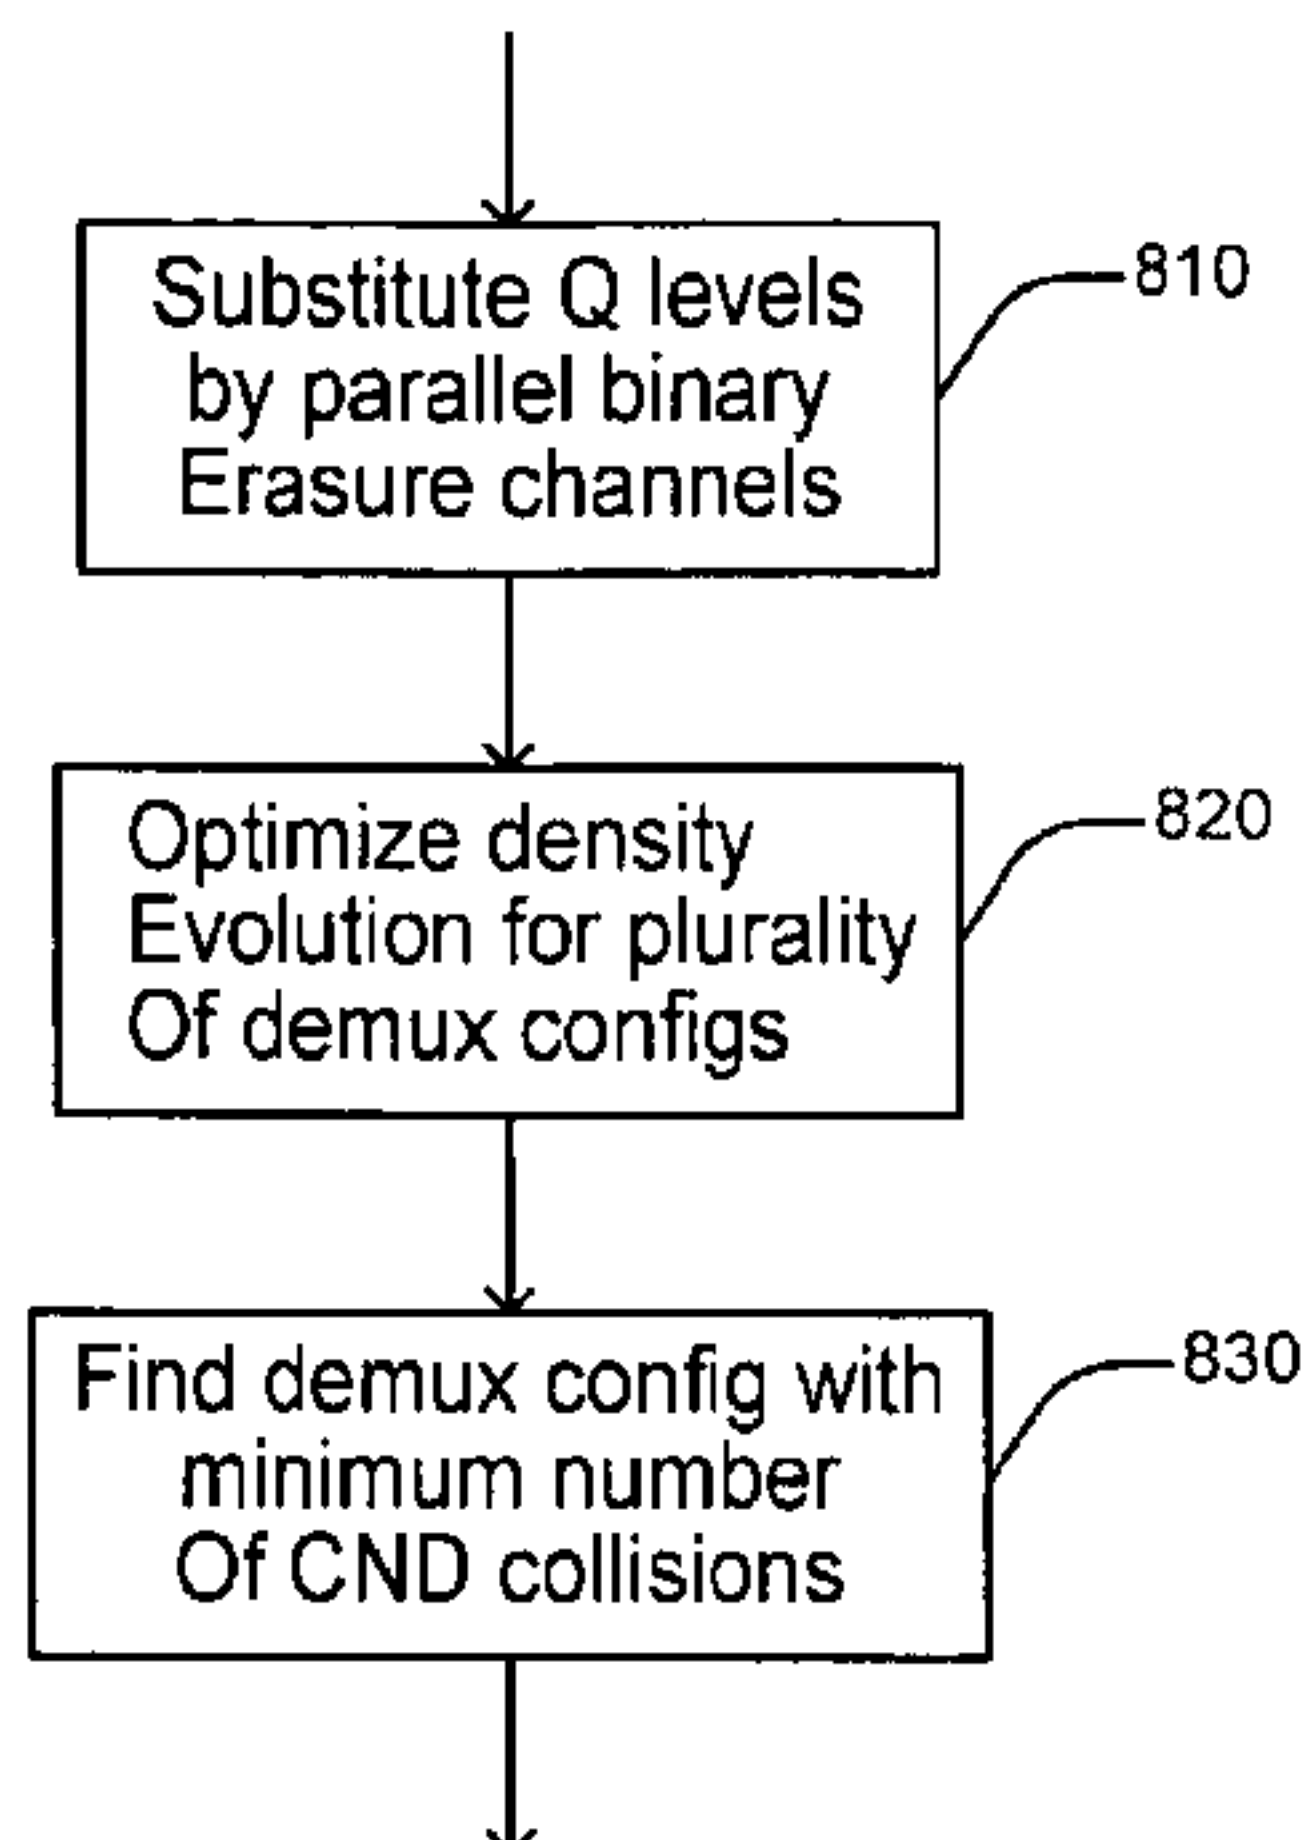 Substitute Q levels
by parallel binary
Erasure channels
810
Optimize density
Evolution for plurality
Of demux configs
820
Find demux config with
minimum number
Of CND collisions
830